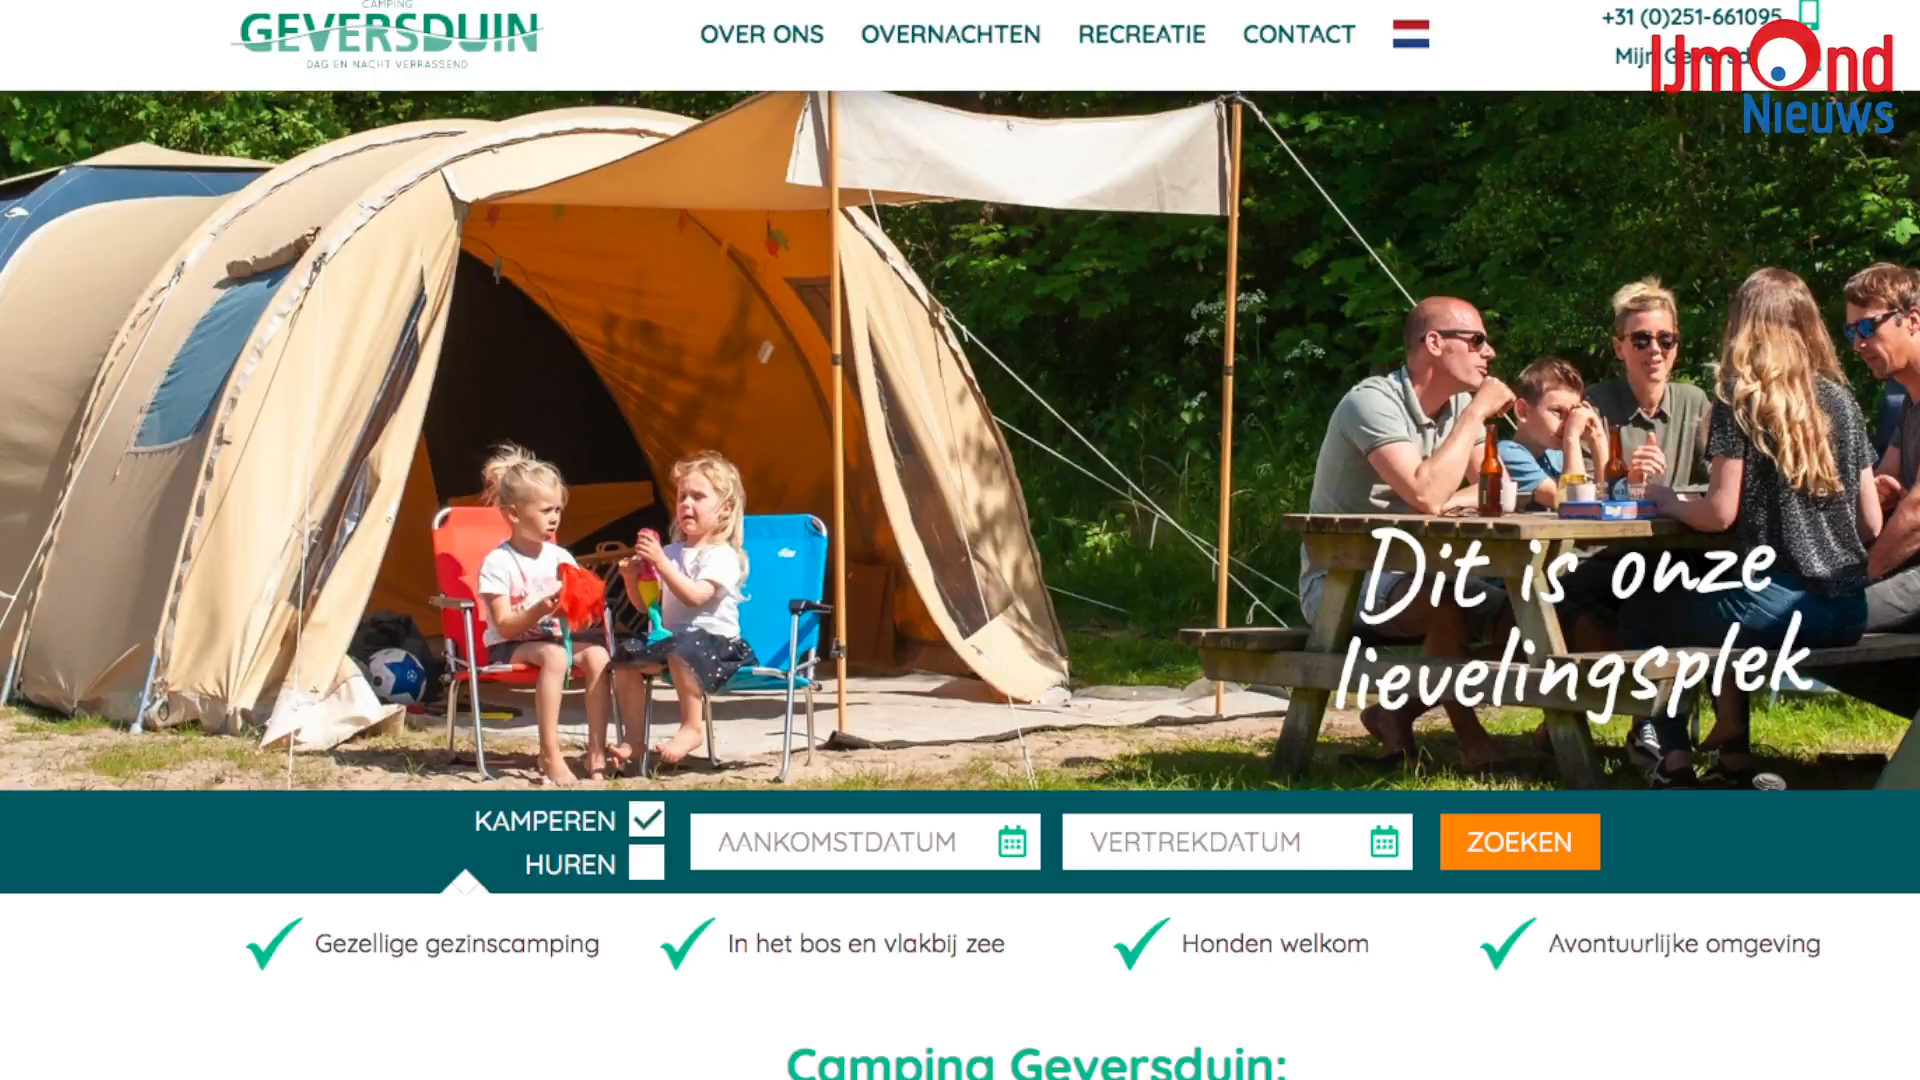 CAMPING
GEVERSDUIN
DAG EN NACHT VERRASSEND
OVER ONS
OVERNACHTEN
RECREATIE
CONTACT
+31 (0)251-661095
Mijn Geversd
IJmOnd
Nieuws
Dit is onze
lievelingsplek
KAMPEREN
HUREN
AANKOMSTDATUM
VERTREKDATUM
ZOEKEN
Gezellige gezinscamping
In het bos en vlakbij zee
Honden welkom
Avontuurlijke omgeving
Camping Geversduin: